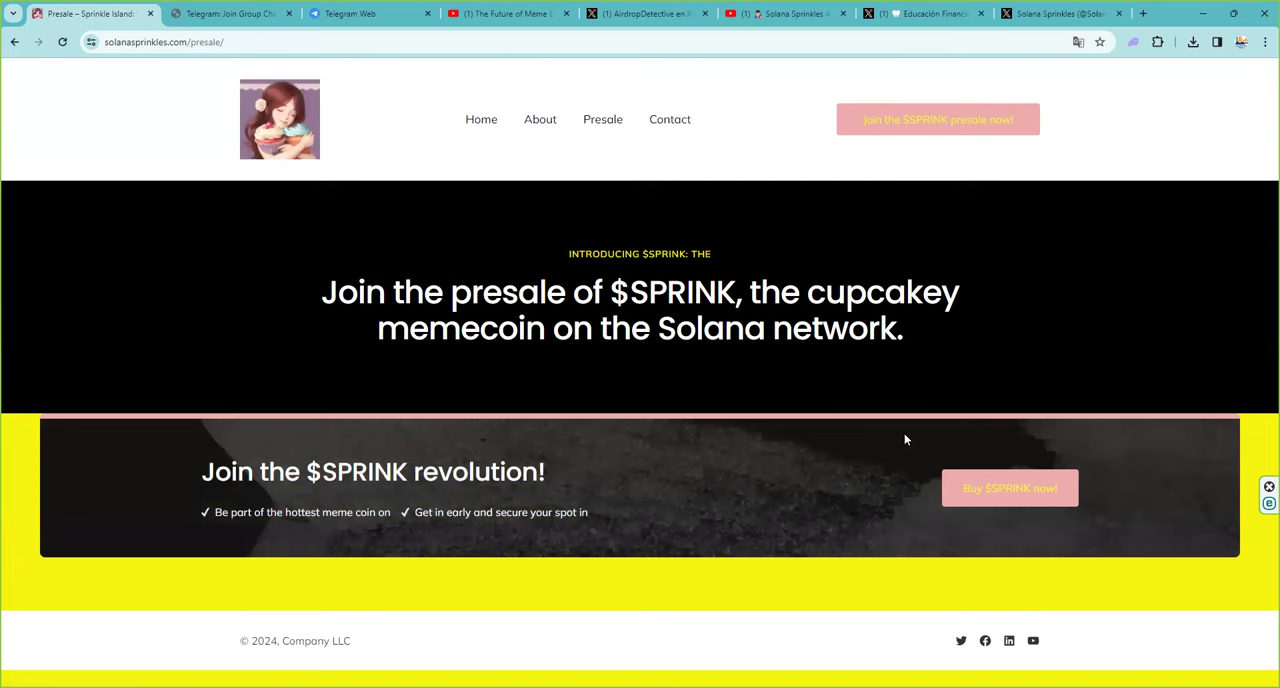 Presale – Sprinkle Island:
Telegram: Join Group Cha
Telegram Web
(1) The Future of Meme
(1) AirdropDetective en X
(1) Solana Sprinkles
(1) Educación Financi
Solana Sprinkles (@Solan
solanasprinkles.com/presale/
Home
About
Presale
Contact
Join the $SPRINK presale now!
INTRODUCING $SPRINK: THE
Join the presale of $SPRINK, the cupcakey
memecoin on the Solana network.
Join the $SPRINK revolution!
✓ Be part of the hottest meme coin on ✓ Get in early and secure your spot in
Buy $SPRINK now!
© 2024, Company LLC